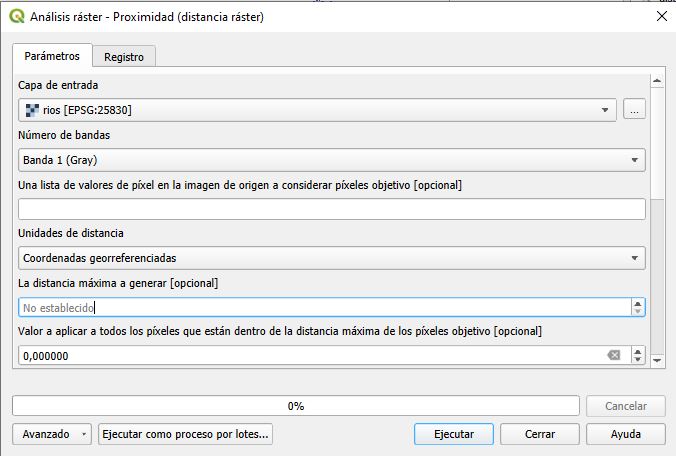 Análisis ráster - Proximidad (distancia ráster)
Parámetros
Registro
Capa de entrada
rios [EPSG:25830]
...
Número de bandas
Banda 1 (Gray)
Una lista de valores de píxel en la imagen de origen a considerar píxeles objetivo [opcional]
Unidades de distancia
Coordenadas georreferenciadas
La distancia máxima a generar [opcional]
No establecido
Valor a aplicar a todos los píxeles que están dentro de la distancia máxima de los píxeles objetivo [opcional]
0,000000
0%
Cancelar
Avanzado
Ejecutar como proceso por lotes...
Ejecutar
Cerrar
Ayuda